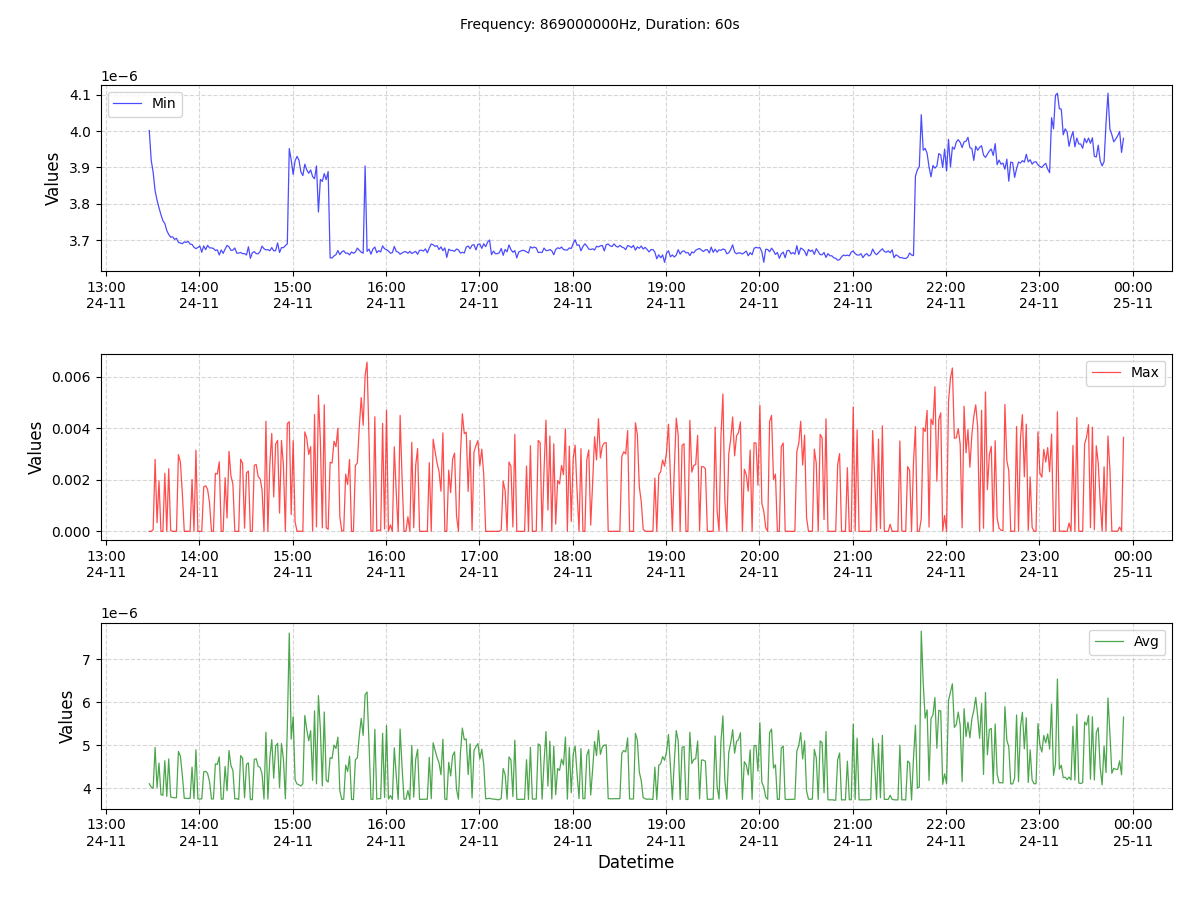 Frequency: 869000000Hz, Duration: 60s
1e−6
Min
Values
4.1
4.0
3.9
3.8
3.7
13:00 14:00 15:00 16:00 17:00 18:00 19:00 20:00 21:00 22:00 23:00 00:00
24-11 24-11 24-11 24-11 24-11 24-11 24-11 24-11 24-11 24-11 24-11 25-11
Max
Values
0.006
0.004
0.002
0.000
13:00 14:00 15:00 16:00 17:00 18:00 19:00 20:00 21:00 22:00 23:00 00:00
24-11 24-11 24-11 24-11 24-11 24-11 24-11 24-11 24-11 24-11 24-11 25-11
1e−6
Avg
Values
7
6
5
4
13:00 14:00 15:00 16:00 17:00 18:00 19:00 20:00 21:00 22:00 23:00 00:00
24-11 24-11 24-11 24-11 24-11 24-11 24-11 24-11 24-11 24-11 24-11 25-11
Datetime